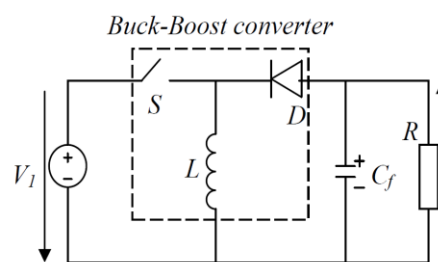 Buck-Boost converter
S
D
R
V1
+
-
L
+
-
Cf